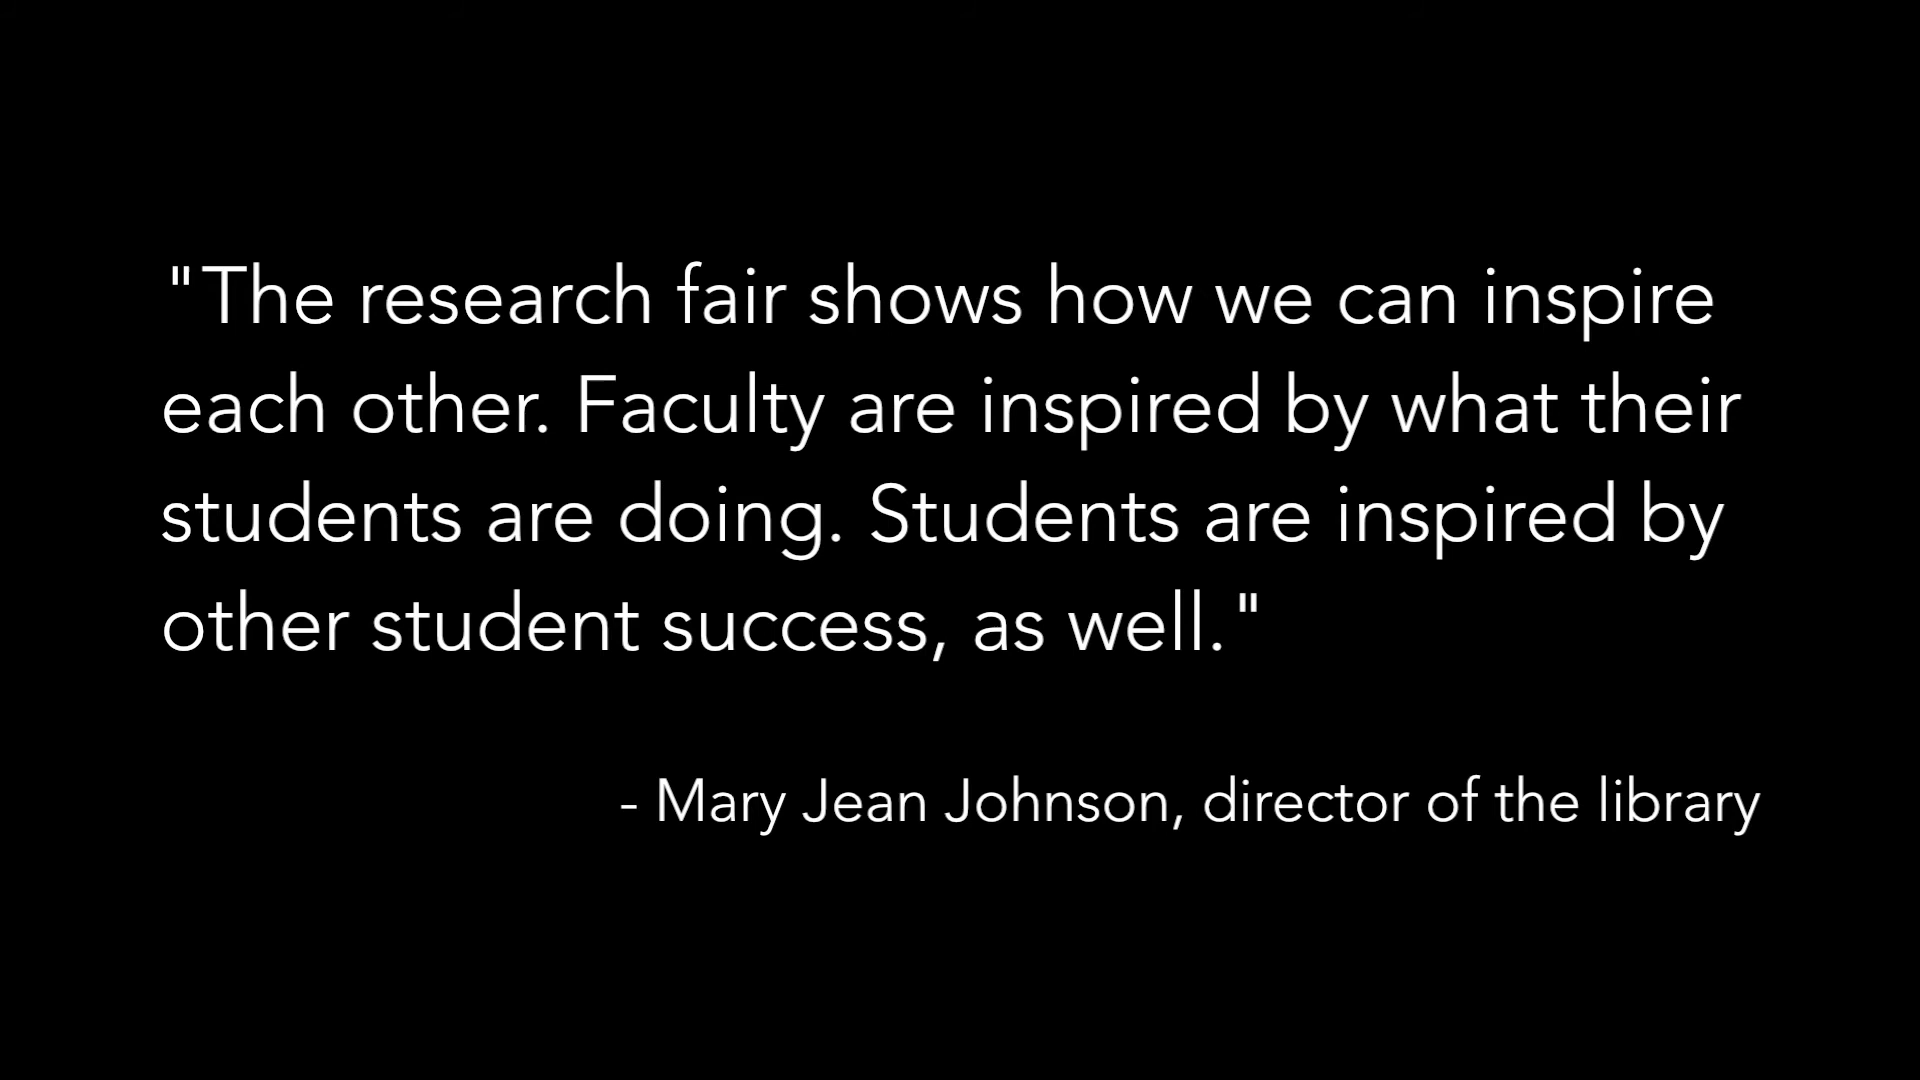 "The research fair shows how we can inspire
each other. Faculty are inspired by what their
students are doing. Students are inspired by
other student success, as well."
- Mary Jean Johnson, director of the library